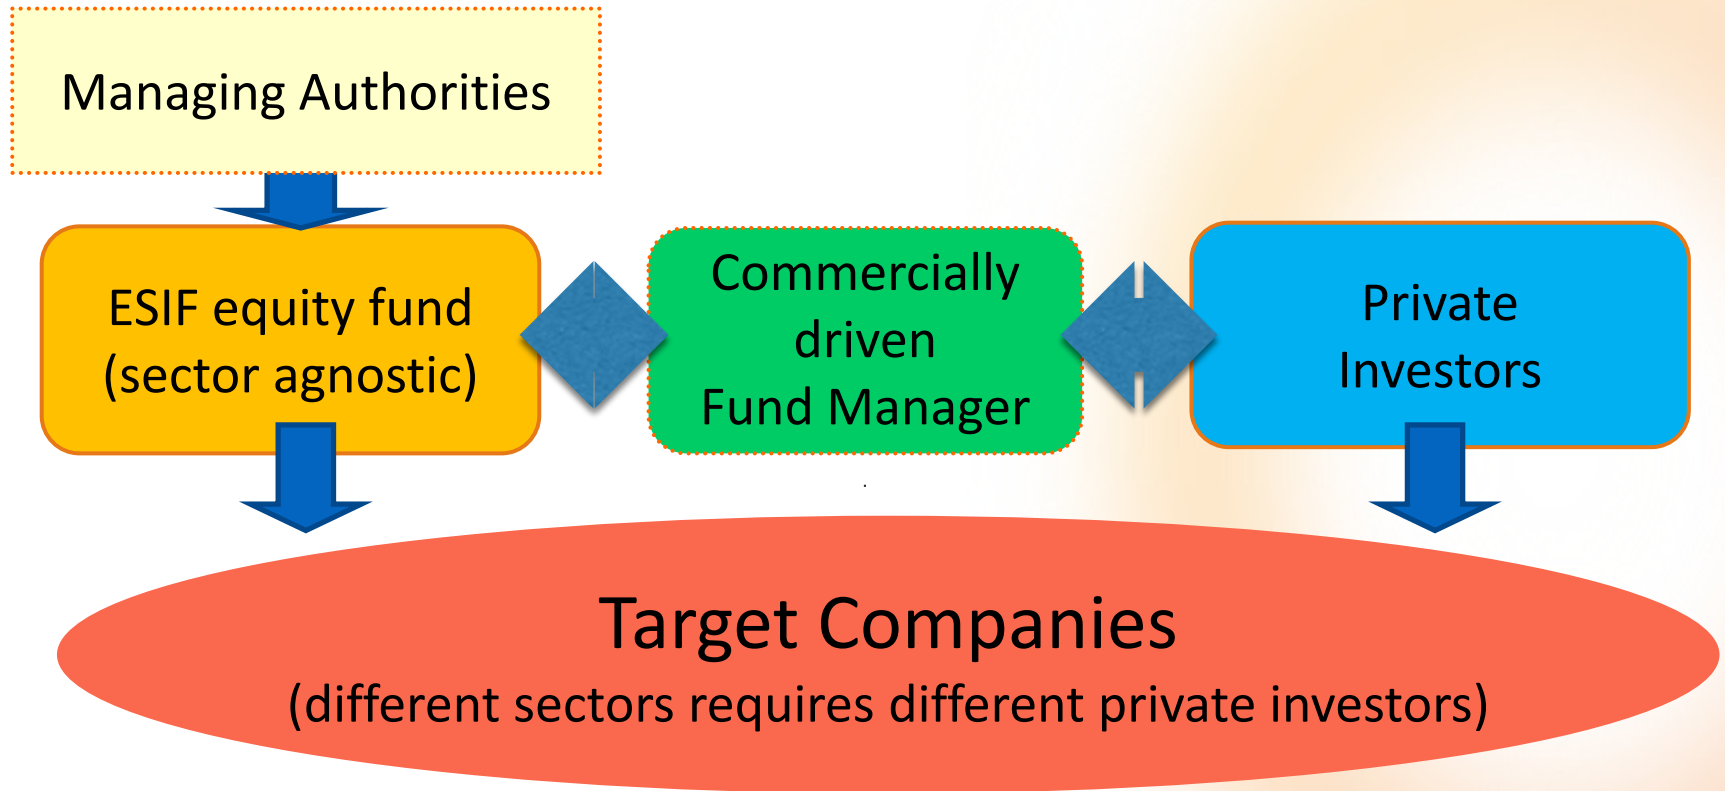 Managing Authorities
ESIF equity fund
(sector agnostic)
Commercially
driven
Fund Manager
Private
Investors
.
Target Companies
(different sectors requires different private investors)